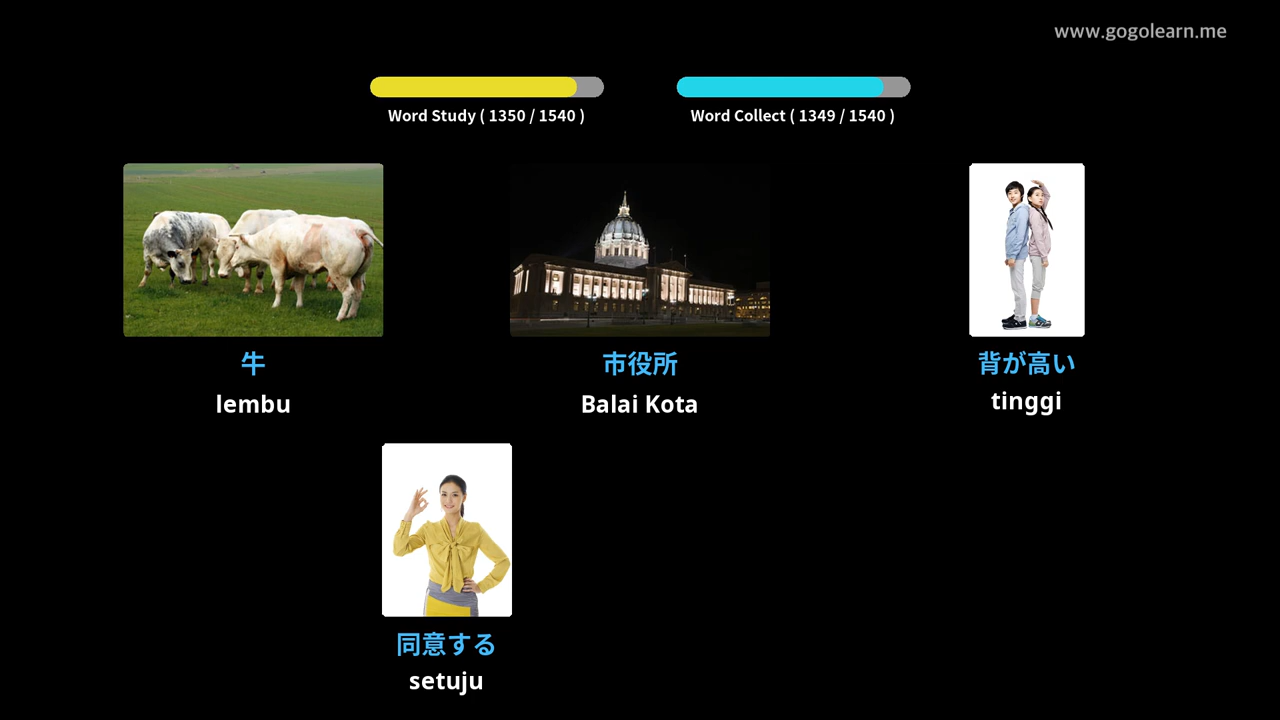 www.gogolearn.me
Word Study ( 1350 / 1540 )
Word Collect ( 1349 / 1540 )
牛
lembu
市役所
Balai Kota
背が高い
tinggi
同意する
setuju